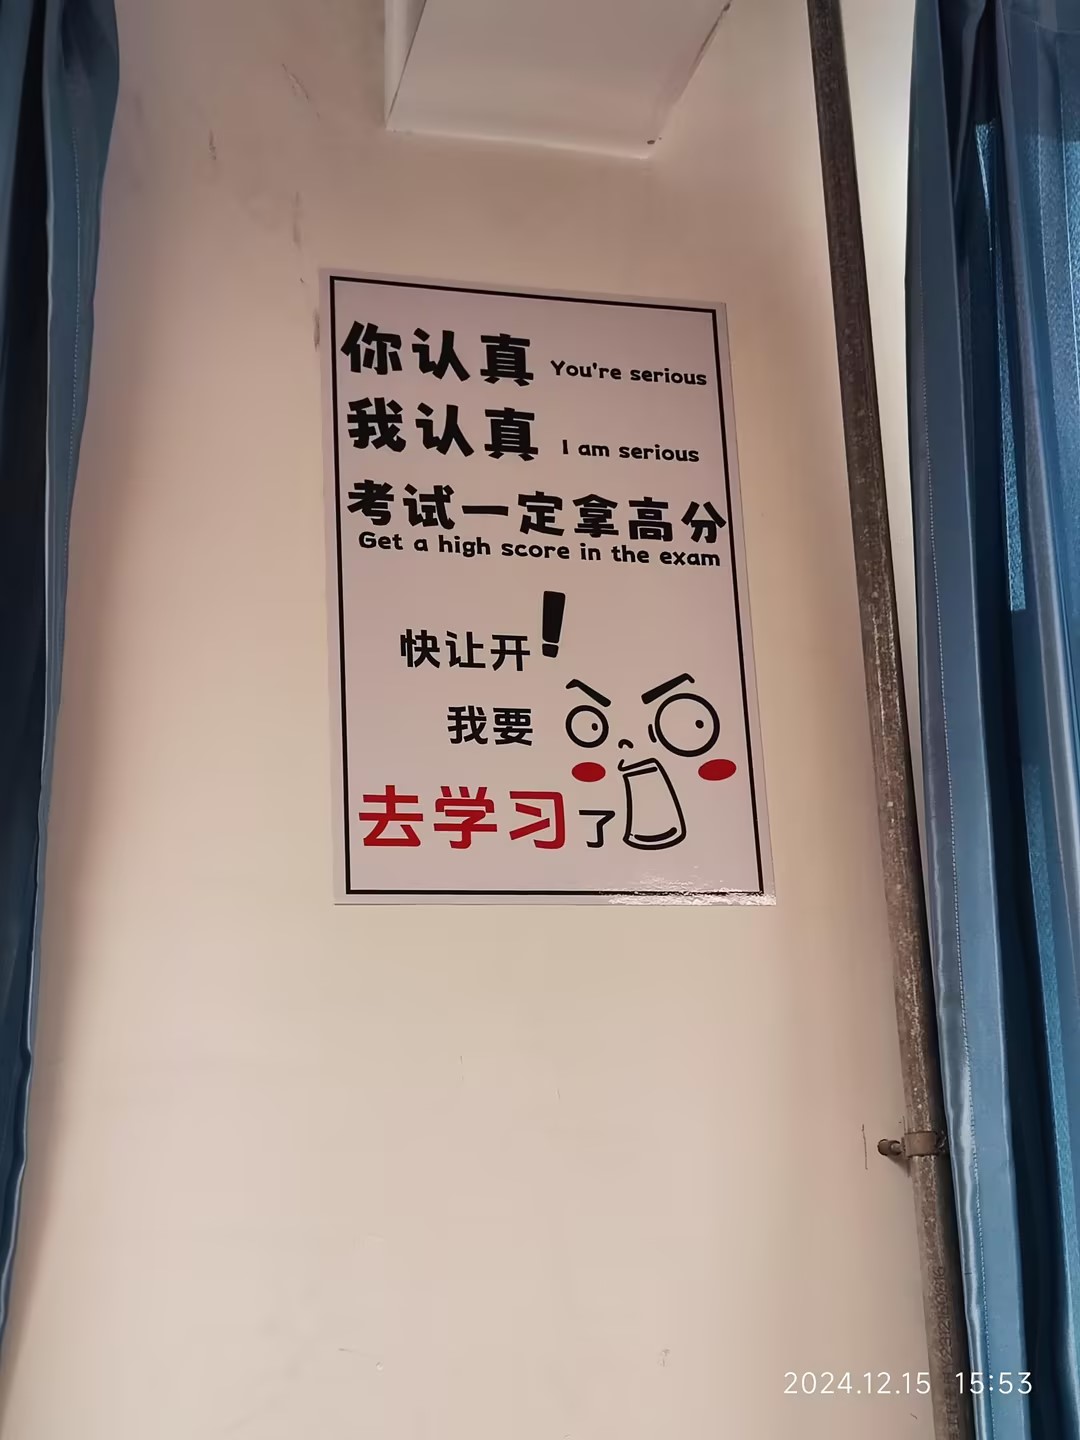 你认真 You're serious
我认真 I am serious
考试一定拿高分
Get a high score in the exam
快让开!
我要
去学习了
2024.12.15 15:53